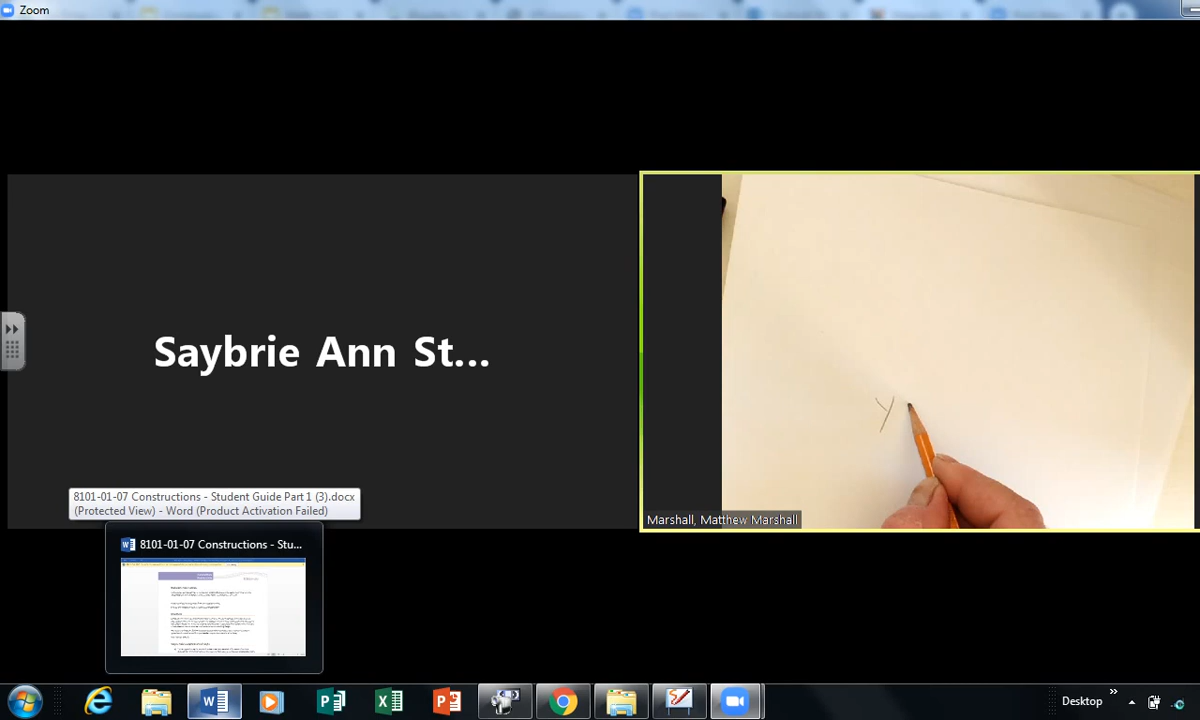 Zoom
Saybrie Ann St...
y
Marshall, Matthew Marshall
8101-01-07 Constructions - Student Guide Part 1 (3).docx
(Protected View) - Word (Product Activation Failed)
8101-01-07 Constructions - Stu...
Desktop